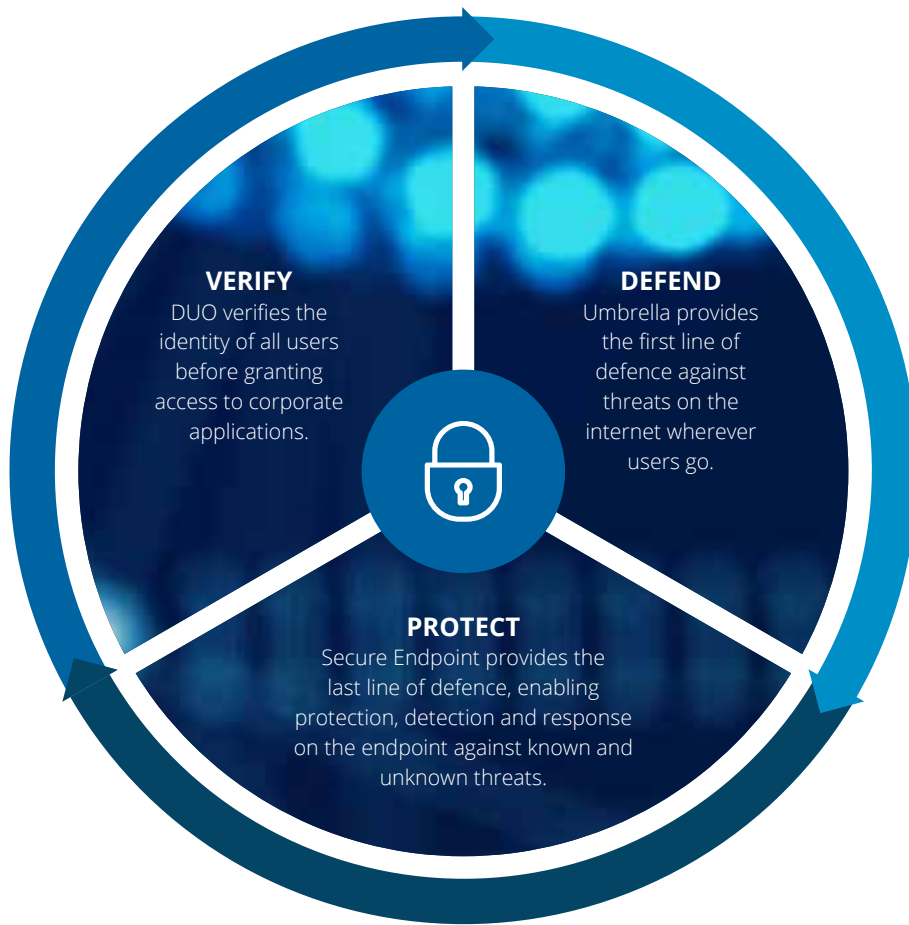 VERIFY
DUO verifies the
identity of all users
before granting
access to corporate
applications.
DEFEND
Umbrella provides
the first line of
defence against
threats on the
internet wherever
users go.
PROTECT
Secure Endpoint provides the
last line of defence, enabling
protection, detection and response
on the endpoint against known and
unknown threats.